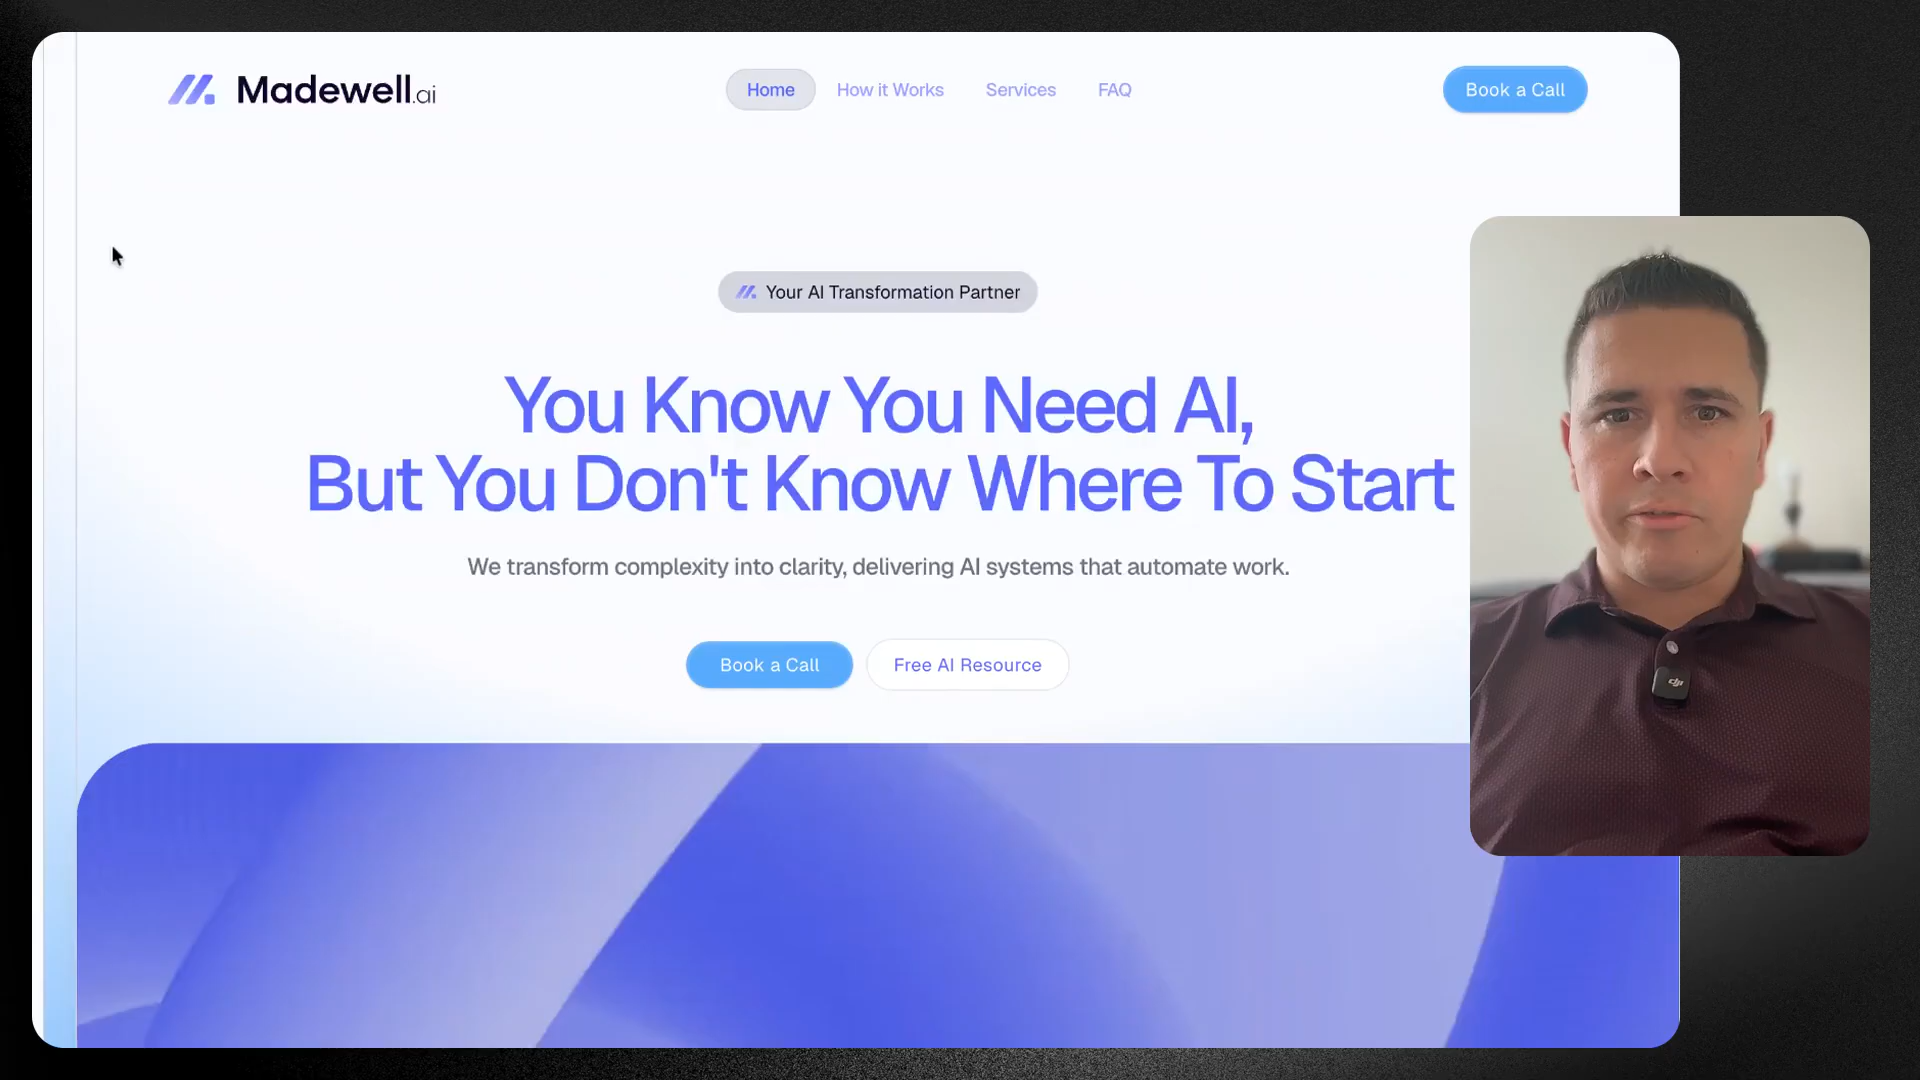 Madewell.ai
Home
How it Works
Services
FAQ
Book a Call
Your AI Transformation Partner
You Know You Need AI,
But You Don't Know Where To Start
We transform complexity into clarity, delivering AI systems that automate work.
Book a Call
Free AI Resource
dji